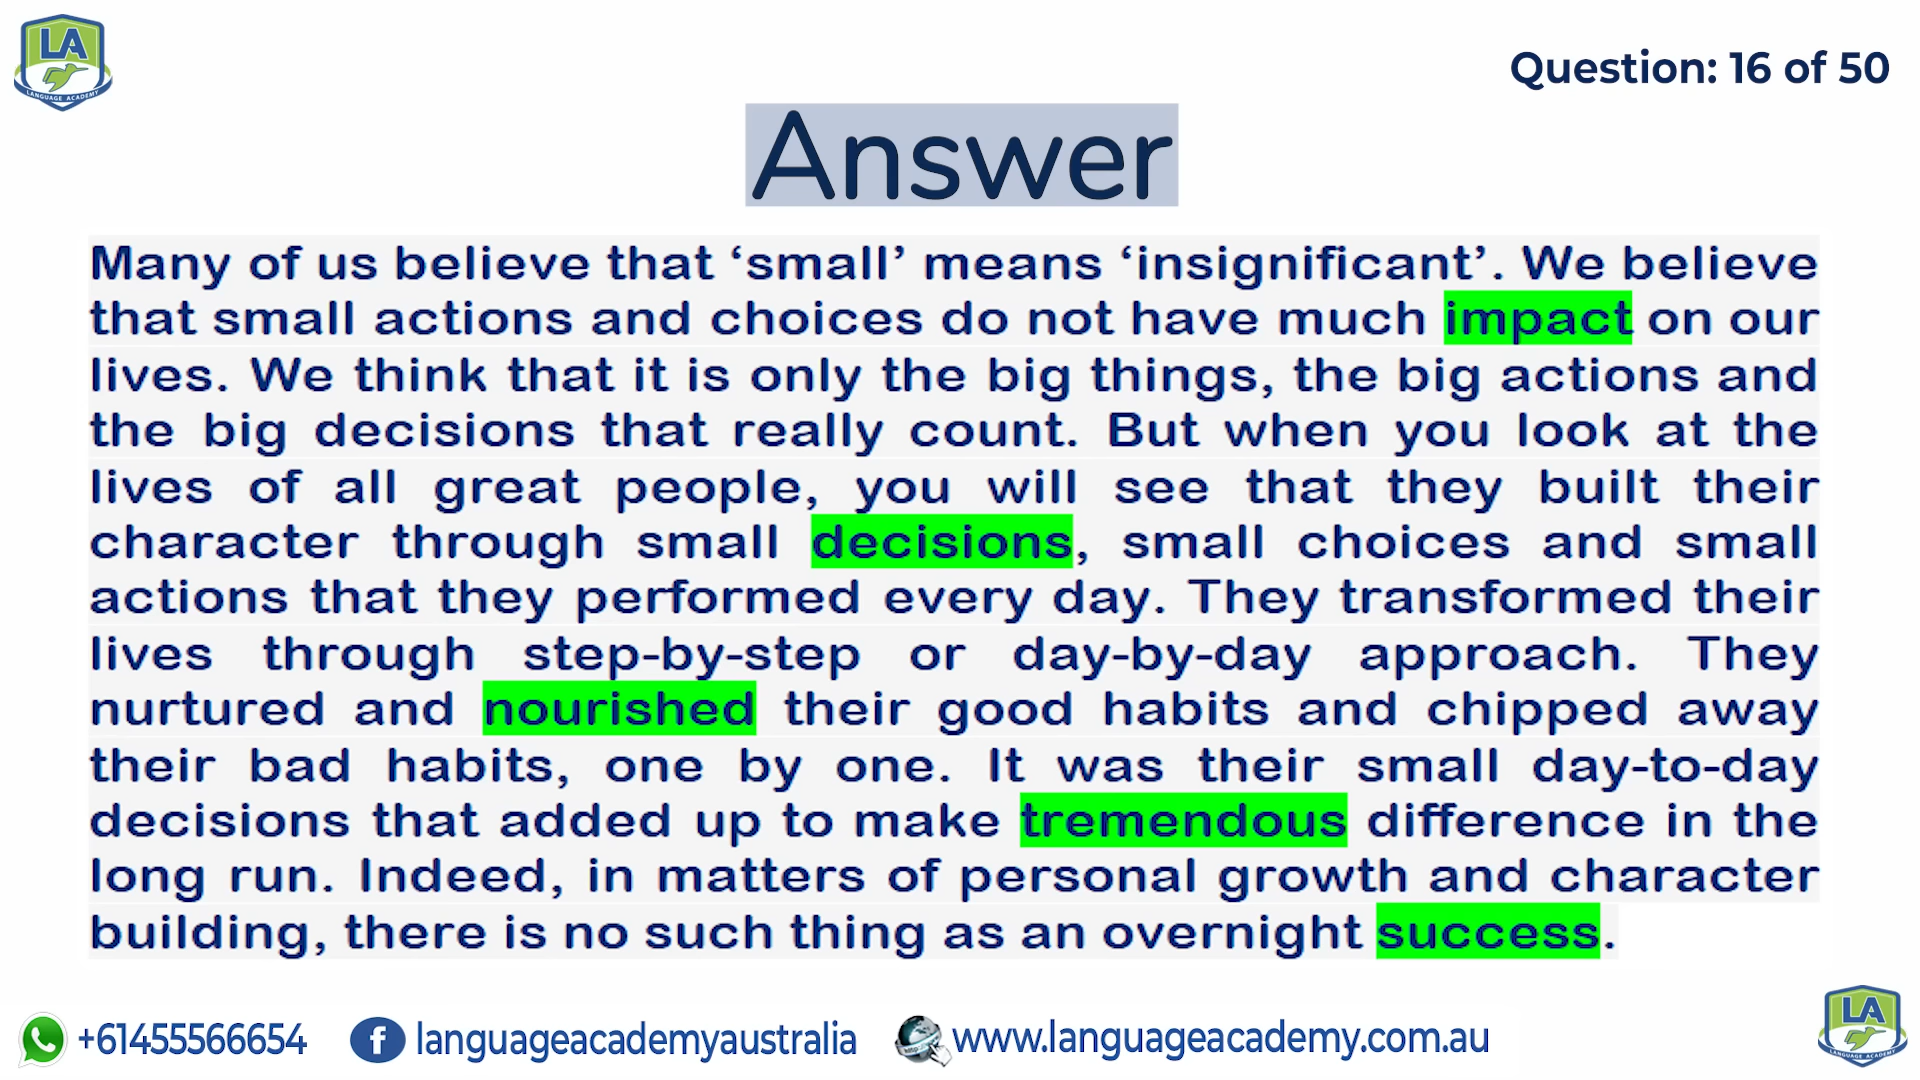 LA
LANGUAGE ACADEMY
Question: 16 of 50
Answer
Many of us believe that ‘small’ means ‘insignificant’. We believe
that small actions and choices do not have much impact on our
lives. We think that it is only the big things, the big actions and
the big decisions that really count. But when you look at the
lives of all great people, you will see that they built their
character through small decisions, small choices and small
actions that they performed every day. They transformed their
lives through step-by-step or day-by-day approach. They
nurtured and nourished their good habits and chipped away
their bad habits, one by one. It was their small day-to-day
decisions that added up to make tremendous difference in the
long run. Indeed, in matters of personal growth and character
building, there is no such thing as an overnight success.
+61455566654
f languageacademyaustralia
http:// www.languageacademy.com.au
LA
LANGUAGE ACADEMY